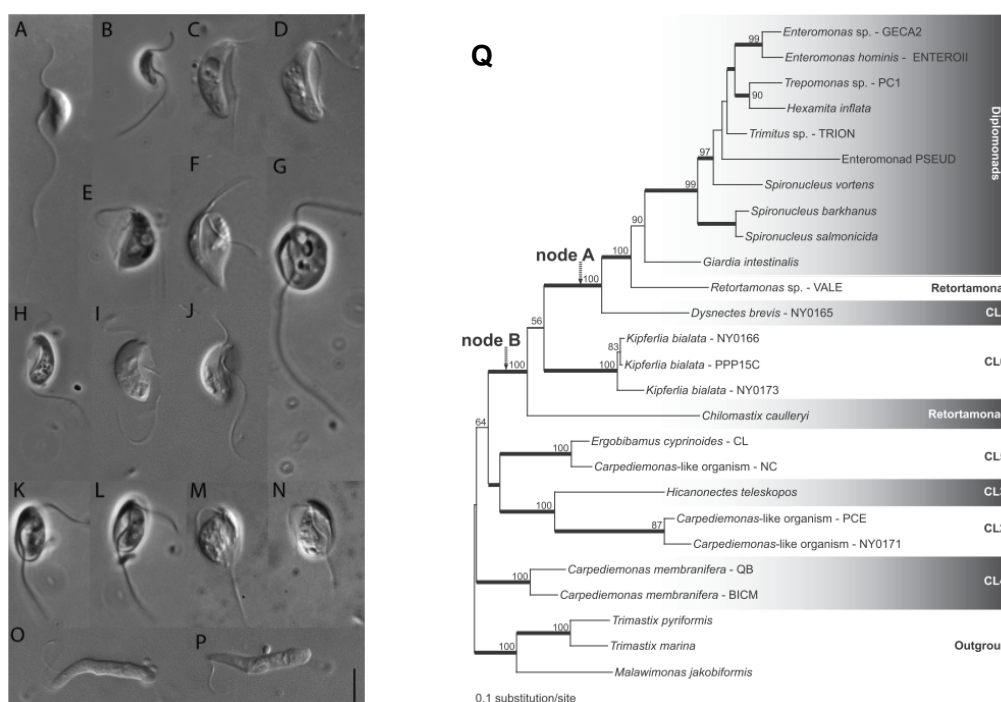 A
B
C
D
E
F
G
H
I
J
K
L
M
N
O
P
Q
99
Enteromonas sp. - GECA2
Enteromonas hominis - ENTEROII
Trepomonas sp. - PC1
90
Hexamita inflata
Trimitus sp. - TRION
97
Enteromonad PSEUD
99
Spironucleus vortens
Spironucleus barkhanus
90
Spironucleus salmonicida
100
Giardia intestinalis
Diplomonads
node A
100
Retortamonas sp. - VALE
Retortamona
Dysnectes brevis - NY0165
CL
56
node B
83
Kipferlia bialata - NY0166
100
100
Kipferlia bialata - PPP15C
Kipferlia bialata - NY0173
Chilomastix caulleryi
Retortamona
64
100
Ergobibamus cyprinoides - CL
Carpediemonas-like organism - NC
100
Hicanonectes teleskopos
87
Carpediemonas-like organism - PCE
Carpediemonas-like organism - NY0171
100
Carpediemonas membranifera - QB
Carpediemonas membranifera - BICM
100
Trimastix pyriformis
100
Trimastix marina
Outgrou
Malawimonas jakobiformis
0.1 substitution/site